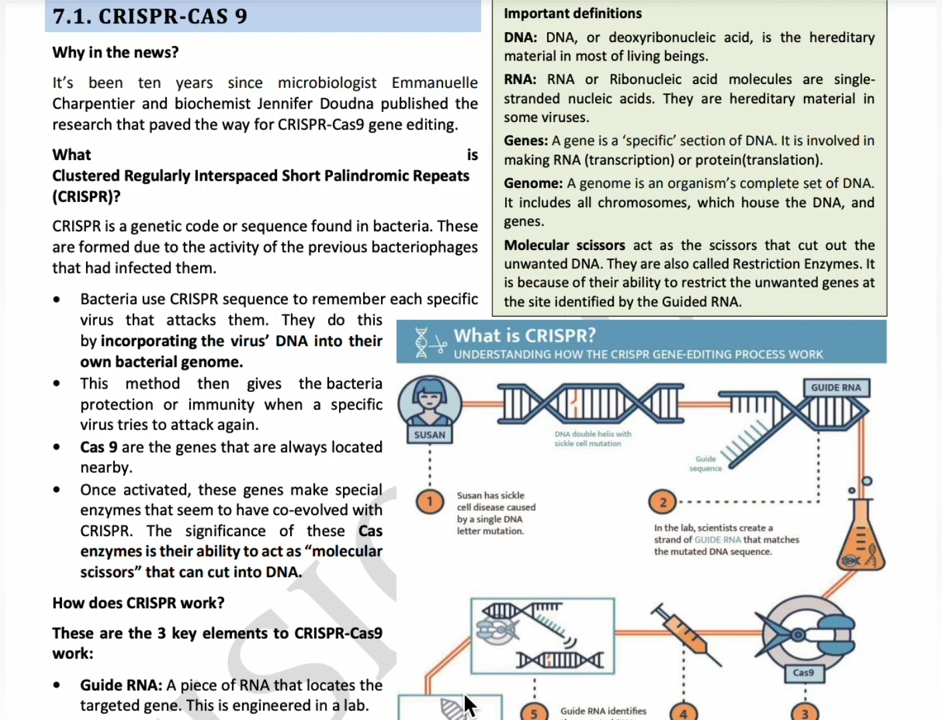 7.1. CRISPR-CAS 9
Why in the news?
It's been ten years since microbiologist Emmanuelle
Charpentier and biochemist Jennifer Doudna published the
research that paved the way for CRISPR-Cas9 gene editing.
What is
Clustered Regularly Interspaced Short Palindromic Repeats
(CRISPR)?
CRISPR is a genetic code or sequence found in bacteria. These
are formed due to the activity of the previous bacteriophages
that had infected them.
• Bacteria use CRISPR sequence to remember each specific
virus that attacks them. They do this
by incorporating the virus' DNA into their
own bacterial genome.
• This method then gives the bacteria
protection or immunity when a specific
virus tries to attack again.
• Cas 9 are the genes that are always located
nearby.
• Once activated, these genes make special
enzymes that seem to have co-evolved with
CRISPR. The significance of these Cas
enzymes is their ability to act as "molecular
scissors" that can cut into DNA.
How does CRISPR work?
These are the 3 key elements to CRISPR-Cas9
work:
• Guide RNA: A piece of RNA that locates the
targeted gene. This is engineered in a lab.
Important definitions
DNA: DNA, or deoxyribonucleic acid, is the hereditary
material in most of living beings.
RNA: RNA or Ribonucleic acid molecules are single-
stranded nucleic acids. They are hereditary material in
some viruses.
Genes: A gene is a 'specific' section of DNA. It is involved in
making RNA (transcription) or protein(translation).
Genome: A genome is an organism's complete set of DNA.
It includes all chromosomes, which house the DNA, and
genes.
Molecular scissors act as the scissors that cut out the
unwanted DNA. They are also called Restriction Enzymes. It
is because of their ability to restrict the unwanted genes at
the site identified by the Guided RNA.
What is CRISPR?
UNDERSTANDING HOW THE CRISPR GENE-EDITING PROCESS WORK
SUSAN
DNA double helix with
sickle cell mutation
GUIDE RNA
Guide
sequence
1
Susan has sickle
cell disease caused
by a single DNA
letter mutation.
2
In the lab, scientists create a
strand of GUIDE RNA that matches
the mutated DNA sequence.
Cas9
3
4
5
Guide RNA identifies